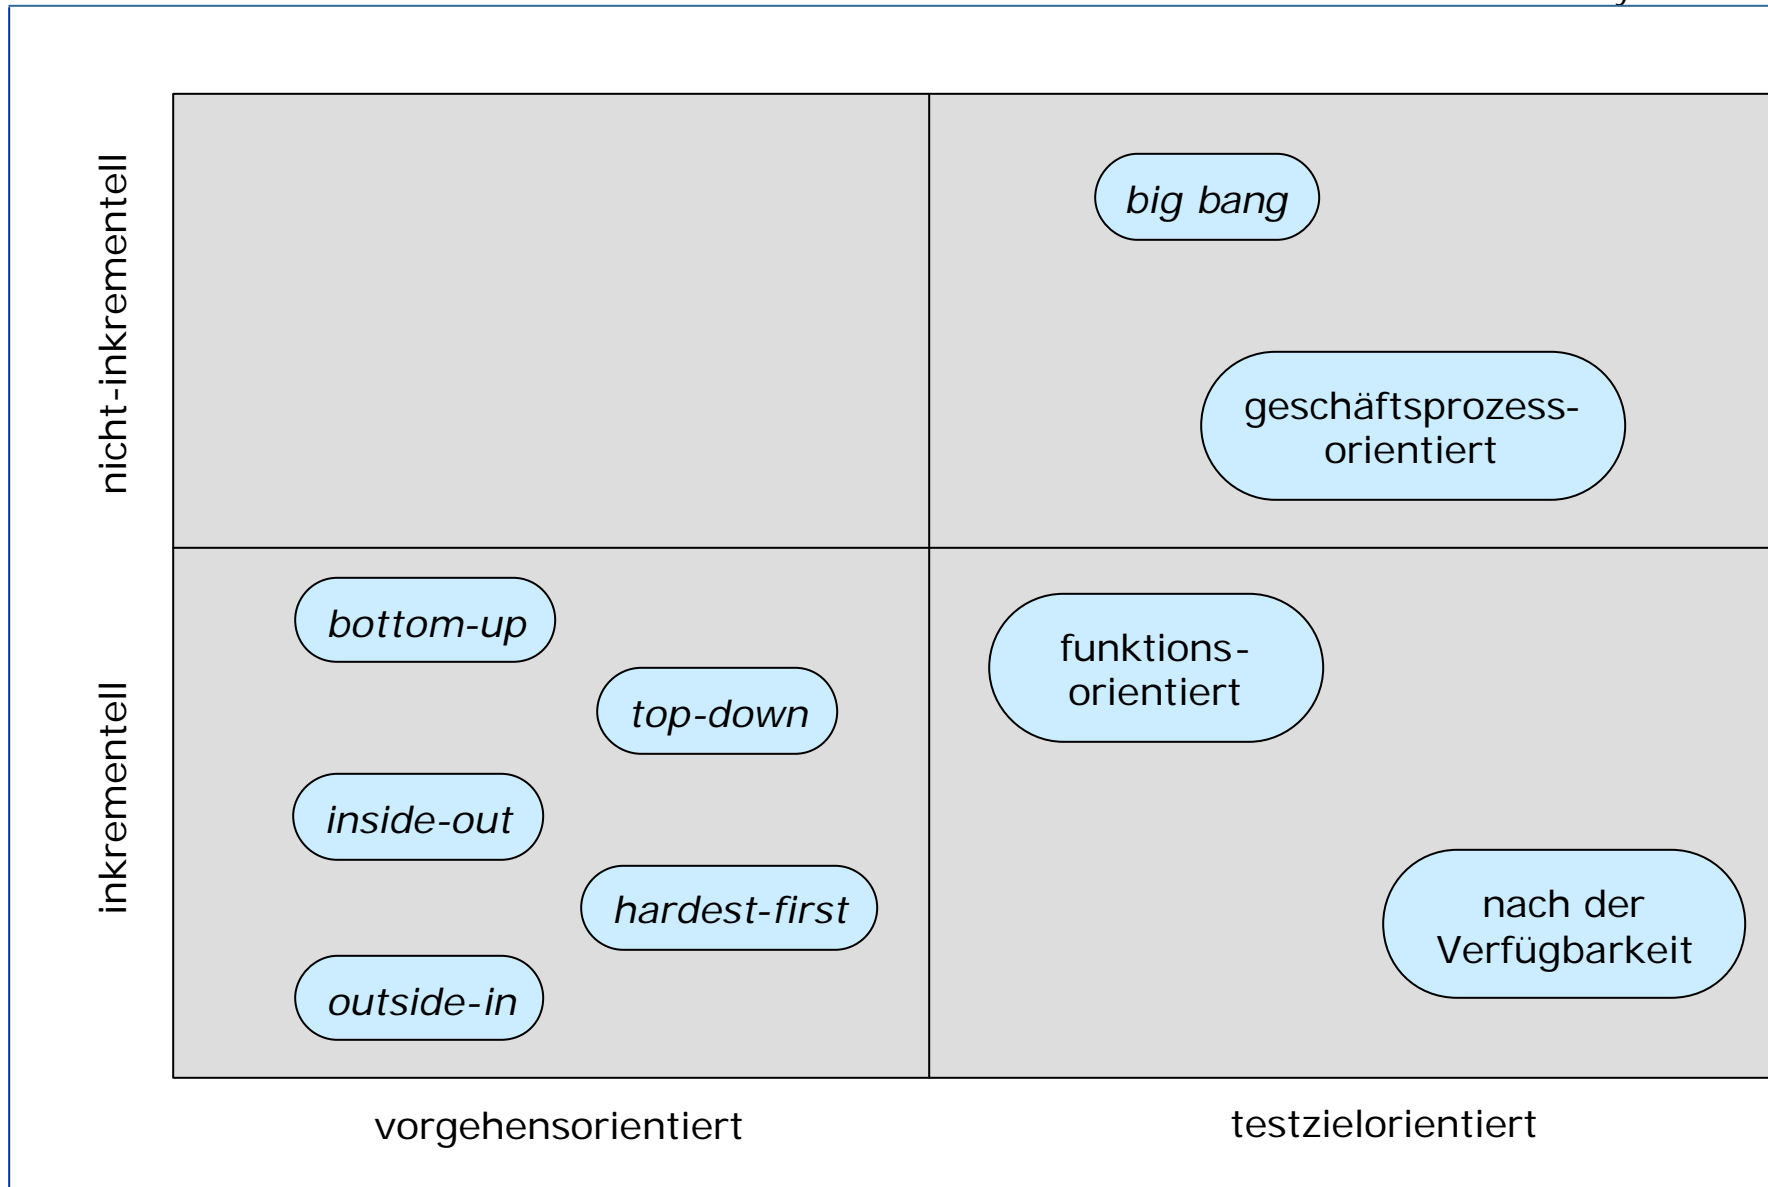 nicht-inkrementell
big bang
geschäftsprozess-
orientiert
inkrementell
bottom-up
top-down
inside-out
hardest-first
outside-in
funktions-
orientiert
nach der
Verfügbarkeit
vorgehensorientiert
testzielorientiert